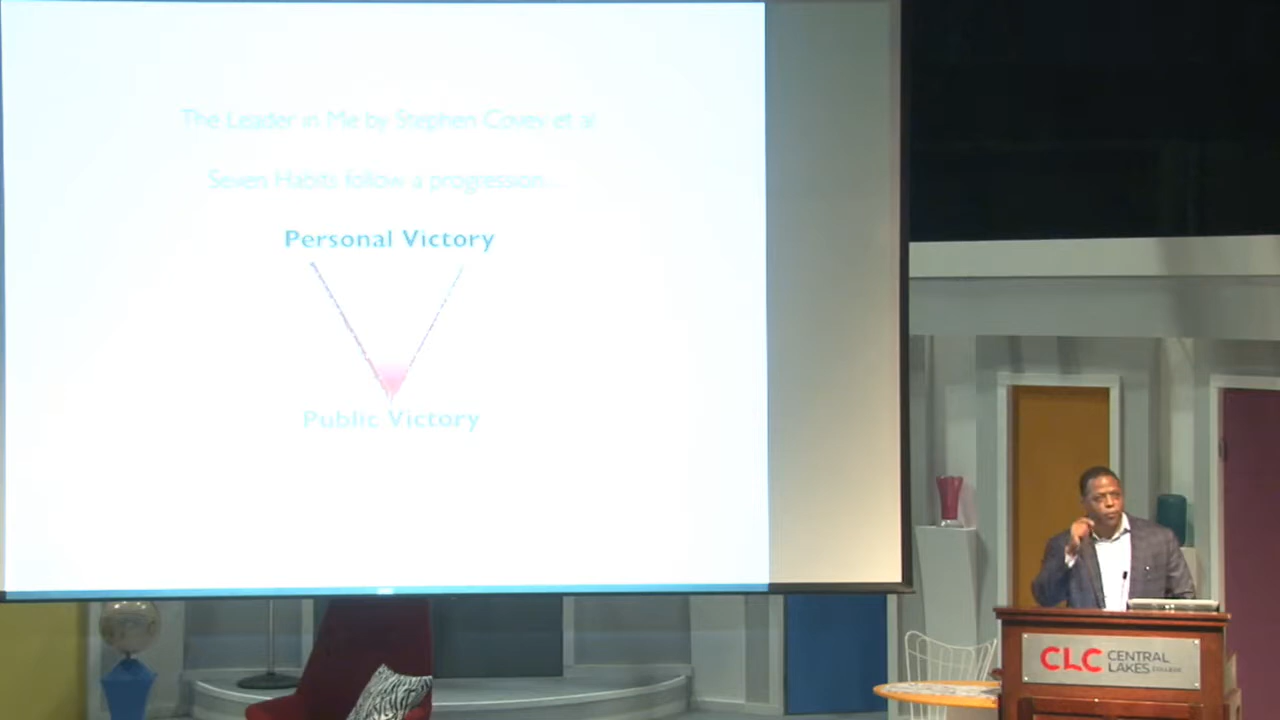 The Leader in Me by Stephen Covey et al
Seven Habits follow a progression...
Personal Victory
Public Victory
CLC CENTRAL
LAKES COLLEGE